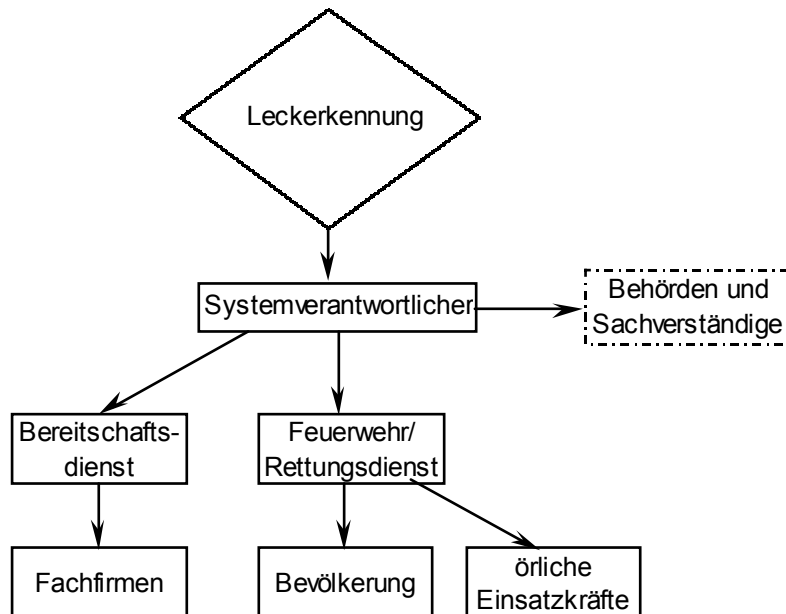 Leckerkennung
Systemverantwortlicher
Behörden und
Sachverständige
Bereitschafts-
dienst
Feuerwehr/
Rettungsdienst
Fachfirmen
Bevölkerung
örliche
Einsatzkräfte